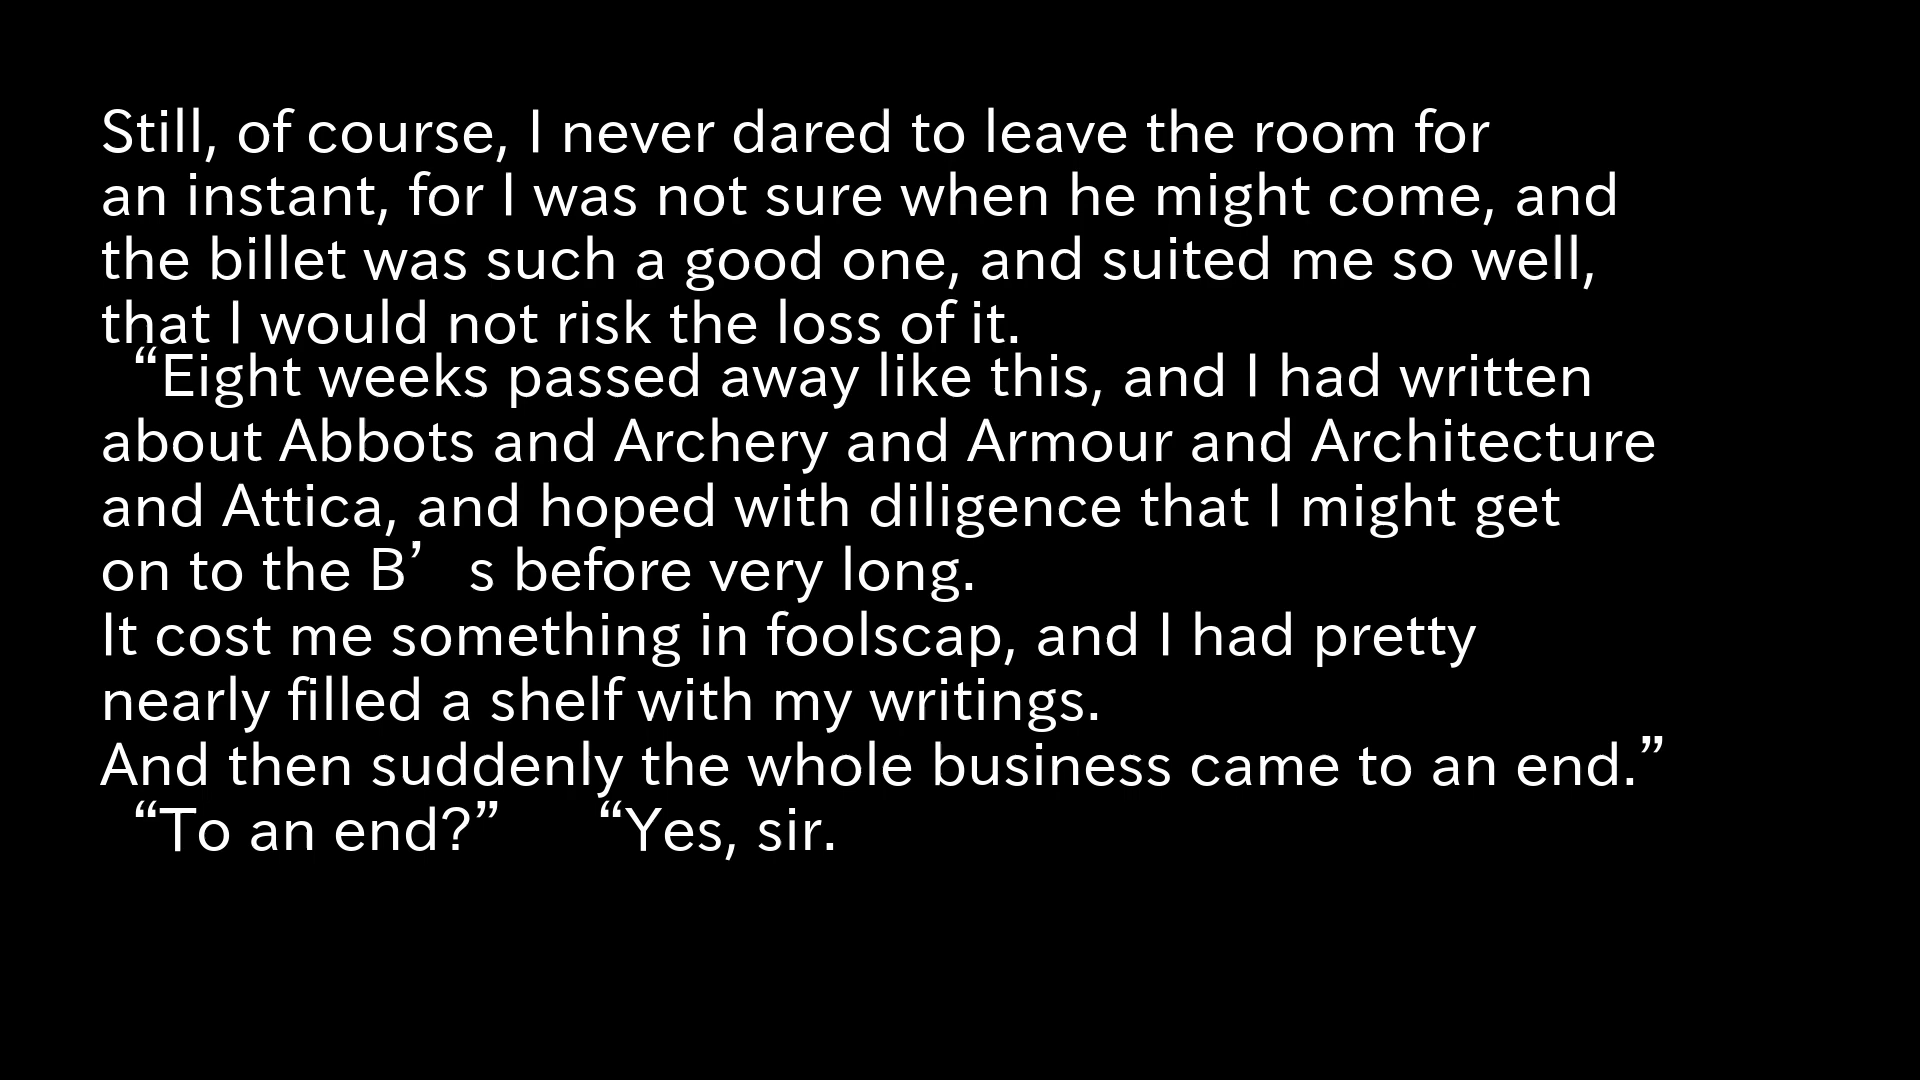 Still, of course, I never dared to leave the room for
an instant, for I was not sure when he might come, and
the billet was such a good one, and suited me so well,
that I would not risk the loss of it.
“Eight weeks passed away like this, and I had written
about Abbots and Archery and Armour and Architecture
and Attica, and hoped with diligence that I might get
on to the B’s before very long.
It cost me something in foolscap, and I had pretty
nearly filled a shelf with my writings.
And then suddenly the whole business came to an end.”
“To an end?” “Yes, sir.